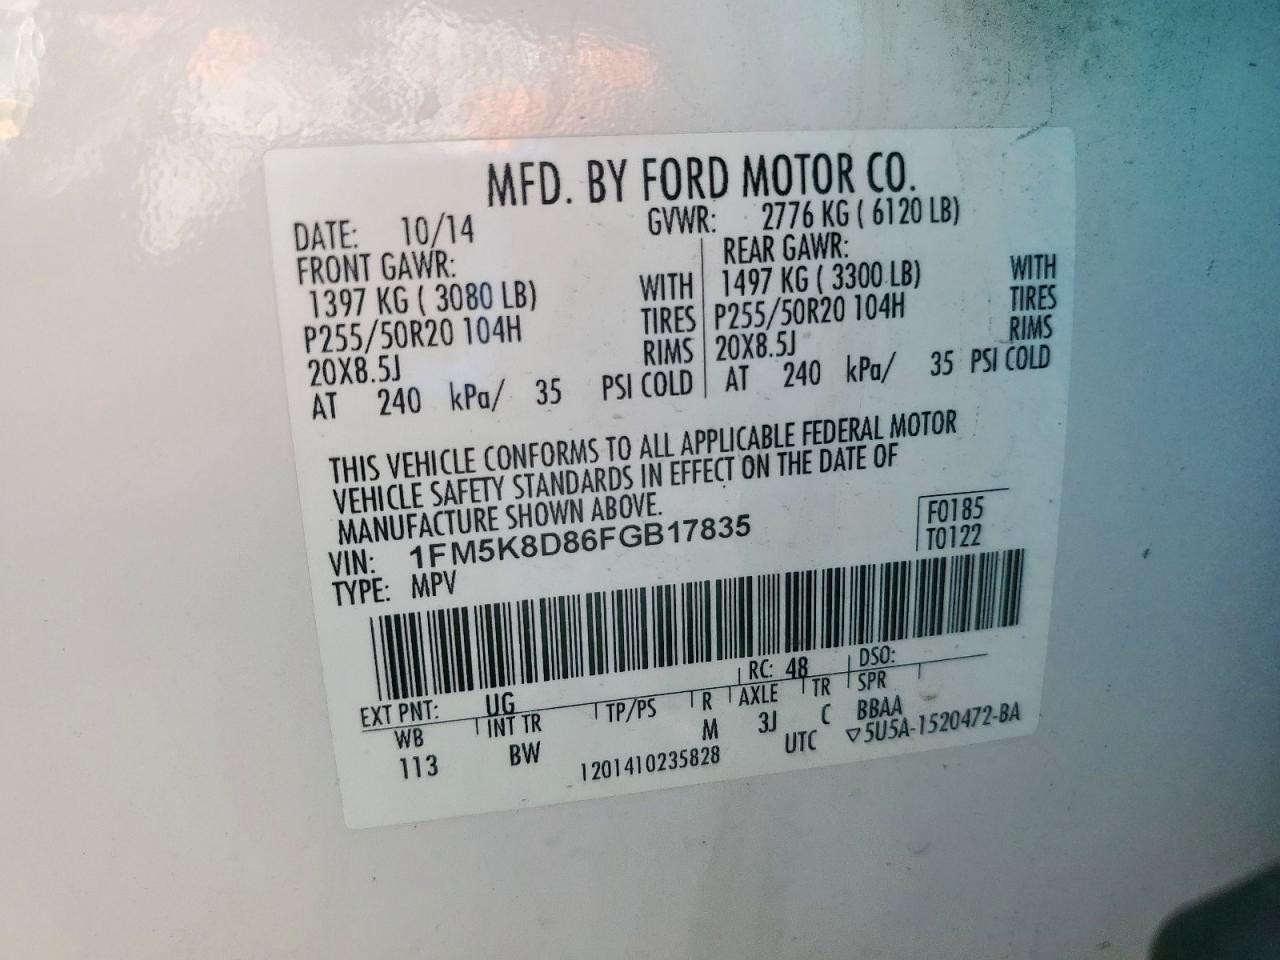 MFD. BY FORD MOTOR CO.
DATE: 10/14 GVWR: 2776 KG ( 6120 LB)
FRONT GAWR: REAR GAWR:
1397 KG ( 3080 LB) WITH 1497 KG ( 3300 LB) WITH
P255/50R20 104H TIRES P255/50R20 104H TIRES
20X8.5J RIMS 20X8.5J RIMS
AT 240 kPa/ 35 PSI COLD AT 240 kPa/ 35 PSI COLD
THIS VEHICLE CONFORMS TO ALL APPLICABLE FEDERAL MOTOR
VEHICLE SAFETY STANDARDS IN EFFECT ON THE DATE OF
MANUFACTURE SHOWN ABOVE.
VIN: 1FM5K8D86FGB17835 F0185
TYPE: MPV T0122
EXT PNT: UG RC: 48 DSO:
WB INT TR TP/PS R AXLE TR SPR
113 BW M 3J C BBAA
1201410235828 UTC ▽5U5A-1520472-BA